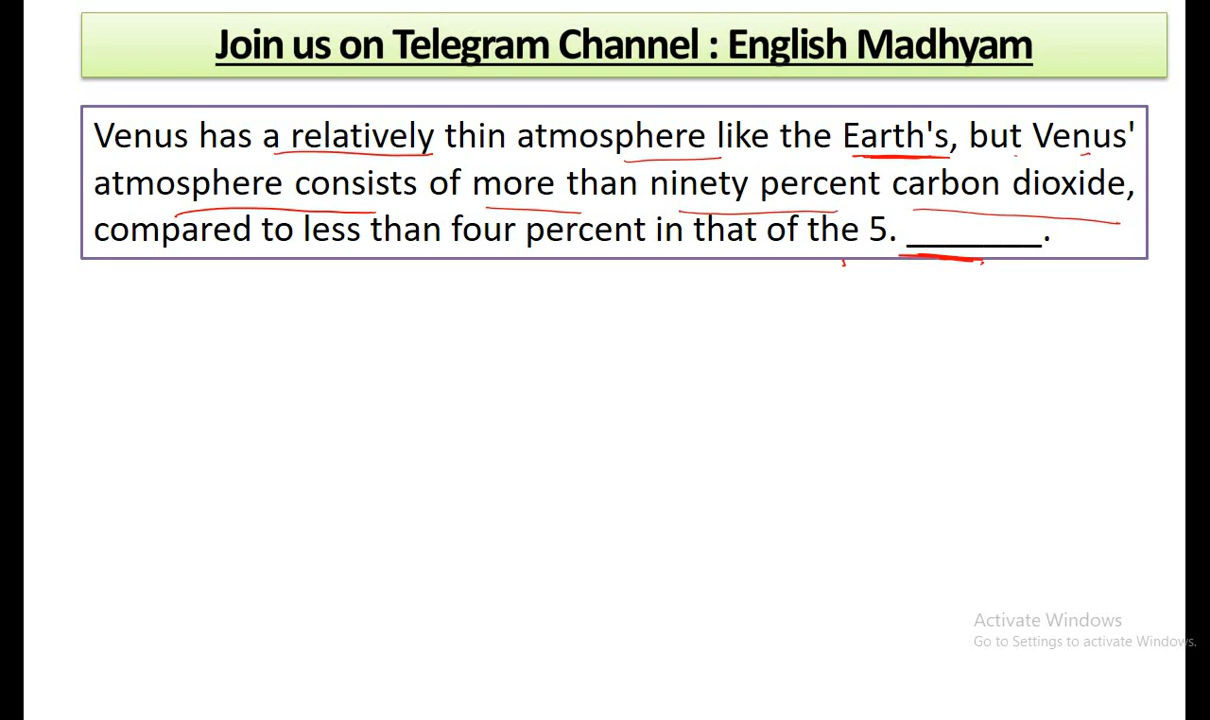 Join us on Telegram Channel : English Madhyam
Venus has a relatively thin atmosphere like the Earth's, but Venus'
atmosphere consists of more than ninety percent carbon dioxide,
compared to less than four percent in that of the 5. ________.
Activate Windows
Go to Settings to activate Windows.